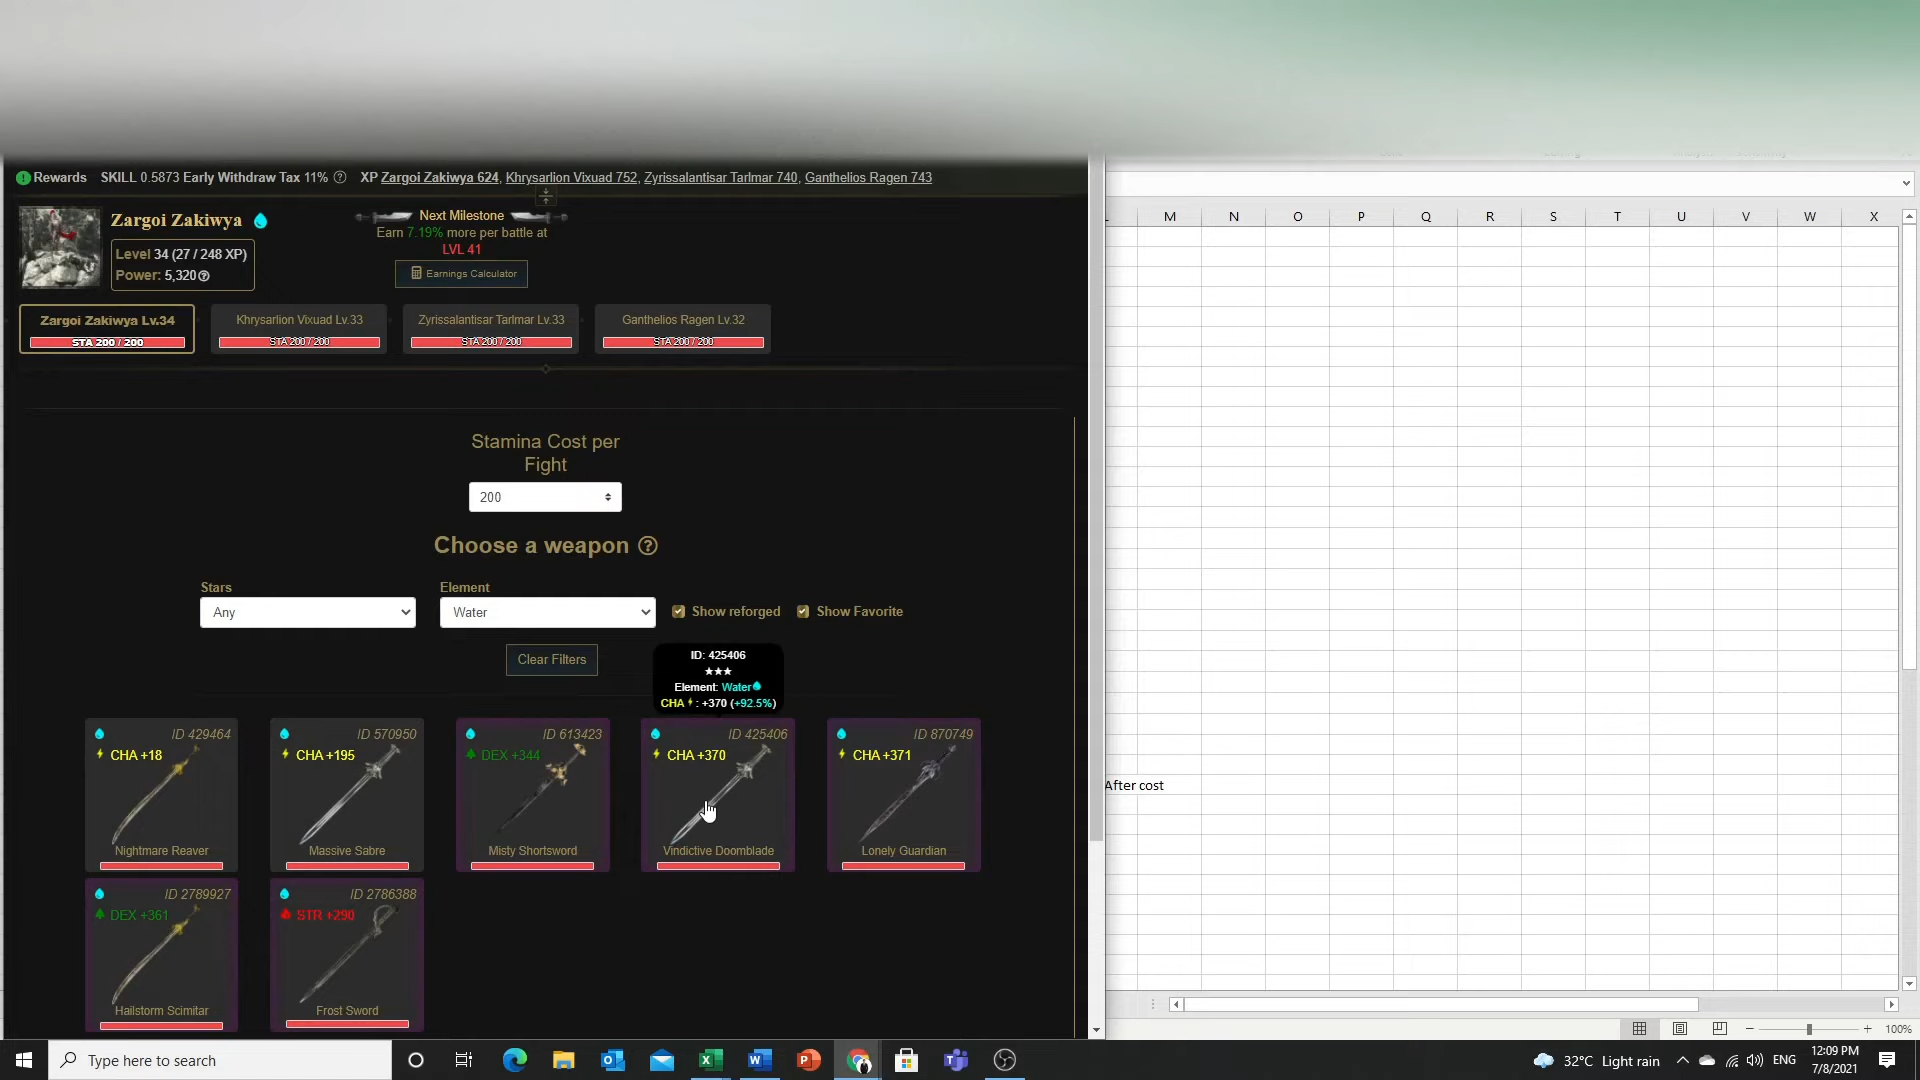 Rewards SKILL 0.5873 Early Withdraw Tax 11% XP Zargoi Zakiwya 624, Khrysarlion Vixuad 752, Zyrissalantisar Tarlmar 740, Ganthelios Ragen 743
Zargoi Zakiwya
Level 34 (27 / 248 XP)
Power: 5,320
Next Milestone
Earn 7.19% more per battle at
LVL 41
Earnings Calculator
Zargoi Zakiwya Lv.34
STA 200 / 200
Khrysarlion Vixuad Lv.33
STA 200 / 200
Zyrissalantisar Tarlmar Lv.33
STA 200 / 200
Ganthelios Ragen Lv.32
STA 200 / 200
Stamina Cost per
Fight
200
Choose a weapon
Stars
Any
Element
Water
Show reforged
Show Favorite
Clear Filters
ID: 425406
★★★
Element: Water
CHA : +370 (+92.5%)
ID 429464
CHA +18
Nightmare Reaver
ID 570950
CHA +195
Massive Sabre
ID 613423
DEX +344
Misty Shortsword
ID 425406
CHA +370
Vindictive Doomblade
ID 870749
CHA +371
Lonely Guardian
ID 2789927
DEX +361
Hailstorm Scimitar
ID 2786388
STR +290
Frost Sword
M N O P Q R S T U V W X
After cost
100%
Type here to search
32°C Light rain
ENG
12:09 PM
7/8/2021